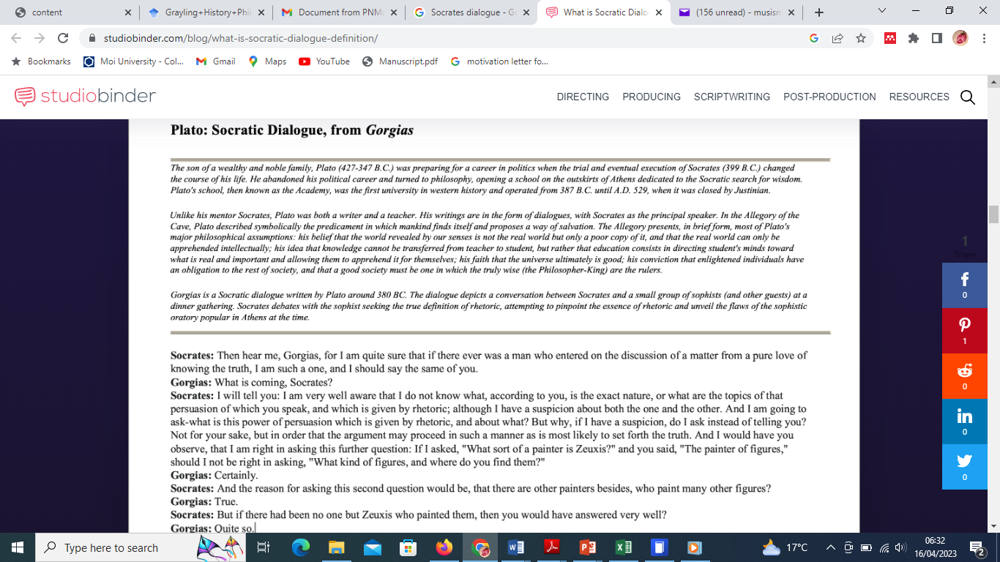 content
Grayling+History+Phi
Document from PNM
Socrates dialogue - G
What is Socratic Dialo
(156 unread) - musism
studiobinder.com/blog/what-is-socratic-dialogue-definition/
Bookmarks
Moi University - Col...
Gmail
Maps
YouTube
Manuscript.pdf
motivation letter fo...
studiobinder
DIRECTING PRODUCING SCRIPTWRITING POST-PRODUCTION RESOURCES
Plato: Socratic Dialogue, from Gorgias
The son of a wealthy and noble family, Plato (427-347 B.C.) was preparing for a career in politics when the trial and eventual execution of Socrates (399 B.C.) changed
the course of his life. He abandoned his political career and turned to philosophy, opening a school on the outskirts of Athens dedicated to the Socratic search for wisdom.
Plato's school, then known as the Academy, was the first university in western history and operated from 387 B.C. until A.D. 529, when it was closed by Justinian.
Unlike his mentor Socrates, Plato was both a writer and a teacher. His writings are in the form of dialogues, with Socrates as the principal speaker. In the Allegory of the
Cave, Plato described symbolically the predicament in which mankind finds itself and proposes a way of salvation. The Allegory presents, in brief form, most of Plato's
major philosophical assumptions: his belief that the world revealed by our senses is not the real world but only a poor copy of it, and that the real world can only be
apprehended intellectually; his idea that knowledge cannot be transferred from teacher to student, but rather that education consists in directing student's minds toward
what is real and important and allowing them to apprehend it for themselves; his faith that the universe ultimately is good; his conviction that enlightened individuals have
an obligation to the rest of society, and that a good society must be one in which the truly wise (the Philosopher-King) are the rulers.
Gorgias is a Socratic dialogue written by Plato around 380 BC. The dialogue depicts a conversation between Socrates and a small group of sophists (and other guests) at a
dinner gathering. Socrates debates with the sophist seeking the true definition of rhetoric, attempting to pinpoint the essence of rhetoric and unveil the flaws of the sophistic
oratory popular in Athens at the time.
Socrates: Then hear me, Gorgias, for I am quite sure that if there ever was a man who entered on the discussion of a matter from a pure love of
knowing the truth, I am such a one, and I should say the same of you.
Gorgias: What is coming, Socrates?
Socrates: I will tell you: I am very well aware that I do not know what, according to you, is the exact nature, or what are the topics of that
persuasion of which you speak, and which is given by rhetoric; although I have a suspicion about both the one and the other. And I am going to
ask-what is this power of persuasion which is given by rhetoric, and about what? But why, if I have a suspicion, do I ask instead of telling you?
Not for your sake, but in order that the argument may proceed in such a manner as is most likely to set forth the truth. And I would have you
observe, that I am right in asking this further question: If I asked, "What sort of a painter is Zeuxis?" and you said, "The painter of figures,"
should I not be right in asking, "What kind of figures, and where do you find them?"
Gorgias: Certainly.
Socrates: And the reason for asking this second question would be, that there are other painters besides, who paint many other figures?
Gorgias: True.
Socrates: But if there had been no one but Zeuxis who painted them, then you would have answered very well?
Gorgias: Quite so.
1
Share
0
1
0
0
0
Type here to search
17°C
06:32
16/04/2023
2